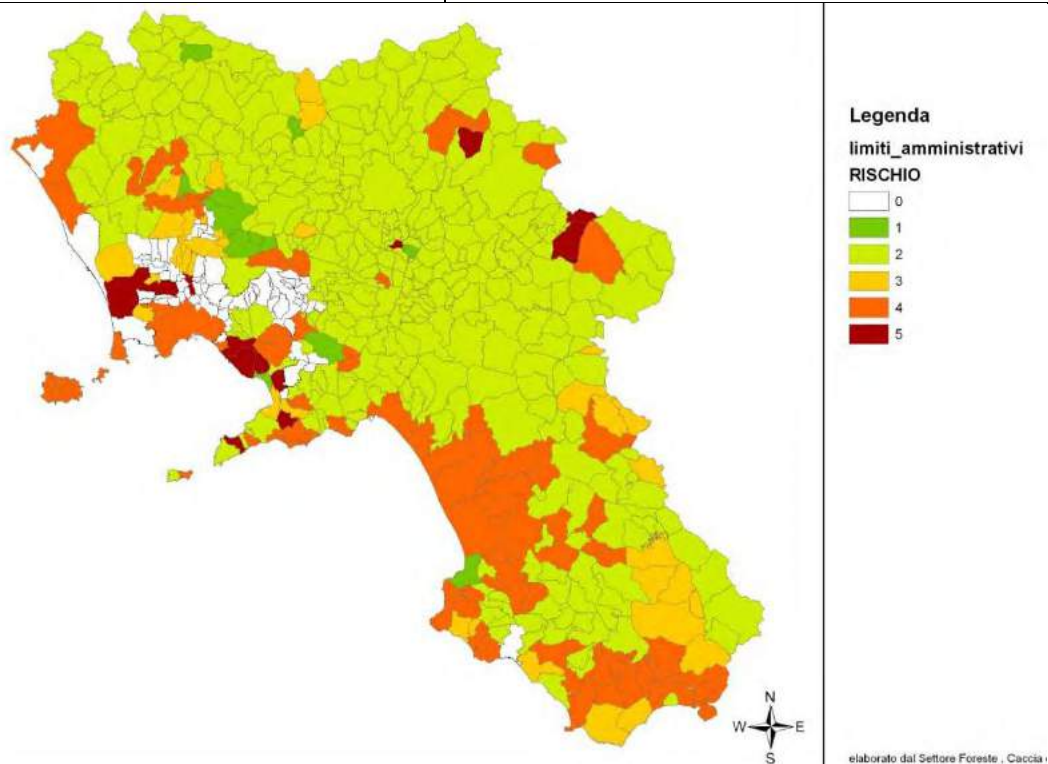 Legenda
limiti_amministrativi
RISCHIO
0
1
2
3
4
5
N
W E
S
elaborato dal Settore Foreste , Caccia